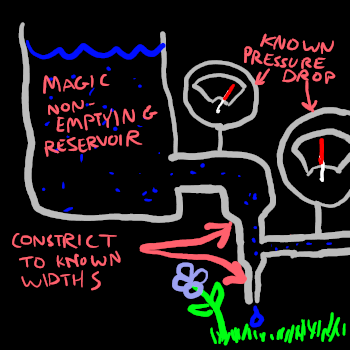 KNOWN
PRESSURE
DROP
MAGIC
NON-
EMPTYING
RESERVOIR
CONSTRICT
TO KNOWN
WIDTHS